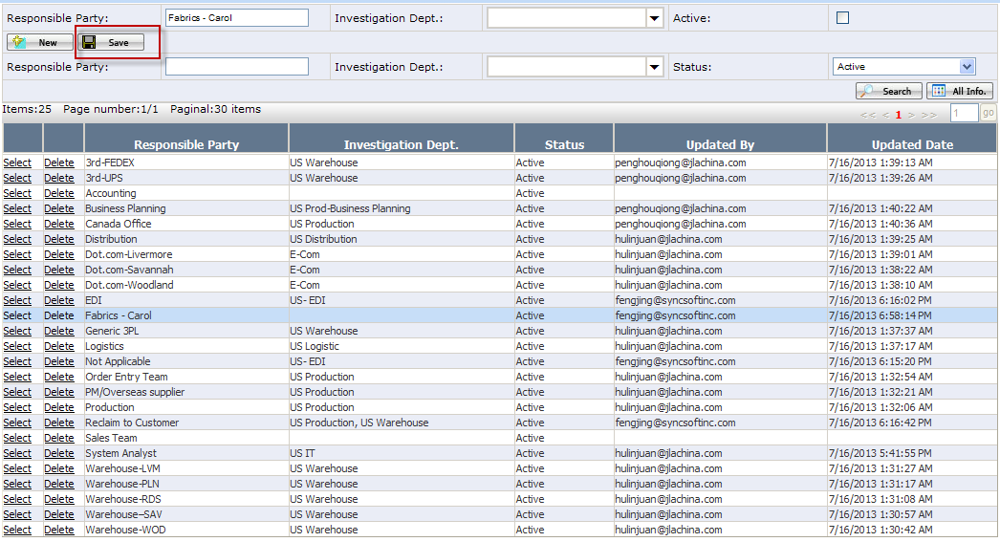 Responsible Party: Fabrics - Carol Investigation Dept.: Active:
New Save
Responsible Party: Investigation Dept.: Status: Active
Search All Info.
Items:25 Page number:1/1 Paginal:30 items << < 1 > >> 1 go
Responsible Party Investigation Dept. Status Updated By Updated Date
Select Delete 3rd-FEDEX US Warehouse Active penghouqiong@jlachina.com 7/16/2013 1:39:13 AM
Select Delete 3rd-UPS US Warehouse Active penghouqiong@jlachina.com 7/16/2013 1:39:26 AM
Select Delete Accounting Active
Select Delete Business Planning US Prod-Business Planning Active penghouqiong@jlachina.com 7/16/2013 1:40:22 AM
Select Delete Canada Office US Production Active penghouqiong@jlachina.com 7/16/2013 1:40:36 AM
Select Delete Distribution US Distribution Active hulinjuan@jlachina.com 7/16/2013 1:39:25 AM
Select Delete Dot.com-Livermore E-Com Active hulinjuan@jlachina.com 7/16/2013 1:39:01 AM
Select Delete Dot.com-Savannah E-Com Active hulinjuan@jlachina.com 7/16/2013 1:38:22 AM
Select Delete Dot.com-Woodland E-Com Active hulinjuan@jlachina.com 7/16/2013 1:38:10 AM
Select Delete EDI US- EDI Active fengjing@syncsoftinc.com 7/16/2013 6:16:02 PM
Select Delete Fabrics - Carol Active fengjing@syncsoftinc.com 7/16/2013 6:58:14 PM
Select Delete Generic 3PL US Warehouse Active hulinjuan@jlachina.com 7/16/2013 1:37:37 AM
Select Delete Logistics US Logistic Active hulinjuan@jlachina.com 7/16/2013 1:37:17 AM
Select Delete Not Applicable US- EDI Active fengjing@syncsoftinc.com 7/16/2013 6:15:20 PM
Select Delete Order Entry Team US Production Active hulinjuan@jlachina.com 7/16/2013 1:32:54 AM
Select Delete PM/Overseas supplier US Production Active hulinjuan@jlachina.com 7/16/2013 1:32:21 AM
Select Delete Production US Production Active hulinjuan@jlachina.com 7/16/2013 1:32:06 AM
Select Delete Reclaim to Customer US Production, US Warehouse Active fengjing@syncsoftinc.com 7/16/2013 6:16:42 PM
Select Delete Sales Team Active
Select Delete System Analyst US IT Active hulinjuan@jlachina.com 7/16/2013 5:41:55 PM
Select Delete Warehouse-LVM US Warehouse Active hulinjuan@jlachina.com 7/16/2013 1:31:27 AM
Select Delete Warehouse-PLN US Warehouse Active hulinjuan@jlachina.com 7/16/2013 1:31:17 AM
Select Delete Warehouse-RDS US Warehouse Active hulinjuan@jlachina.com 7/16/2013 1:31:08 AM
Select Delete Warehouse–SAV US Warehouse Active hulinjuan@jlachina.com 7/16/2013 1:30:57 AM
Select Delete Warehouse-WOD US Warehouse Active hulinjuan@jlachina.com 7/16/2013 1:30:42 AM